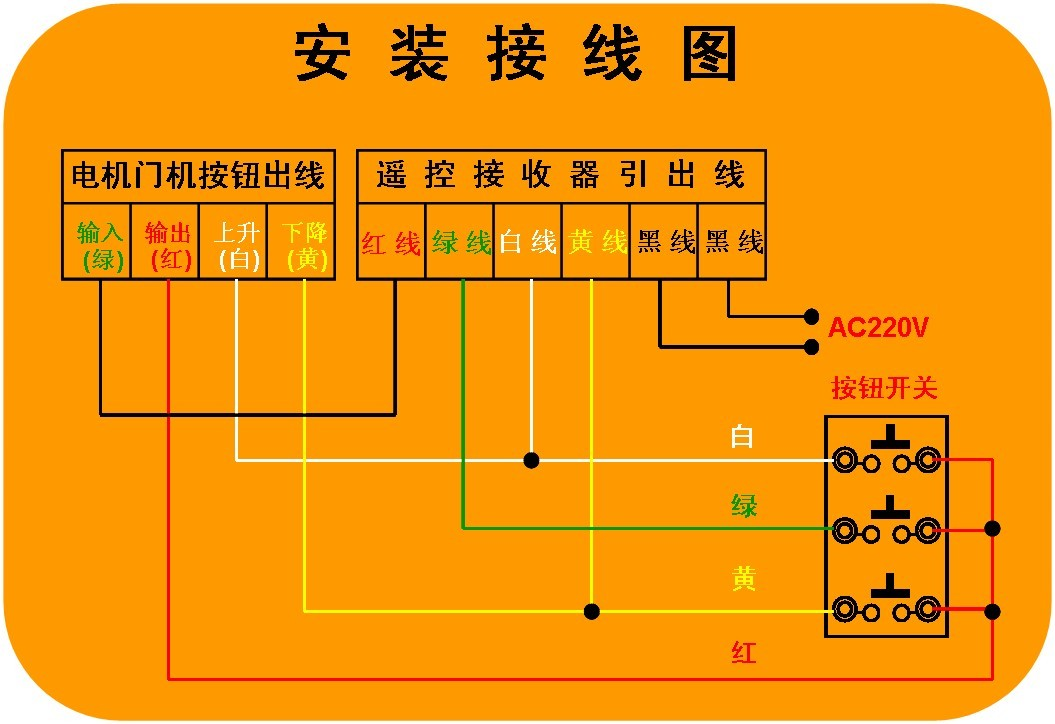 安装接线图
电机门机按钮出线
遥控接收器引出线
输入
(绿)
输出
(红)
上升
(白)
下降
(黄)
红线
绿线
白线
黄线
黑线
黑线
AC220V
按钮开关
白
绿
黄
红